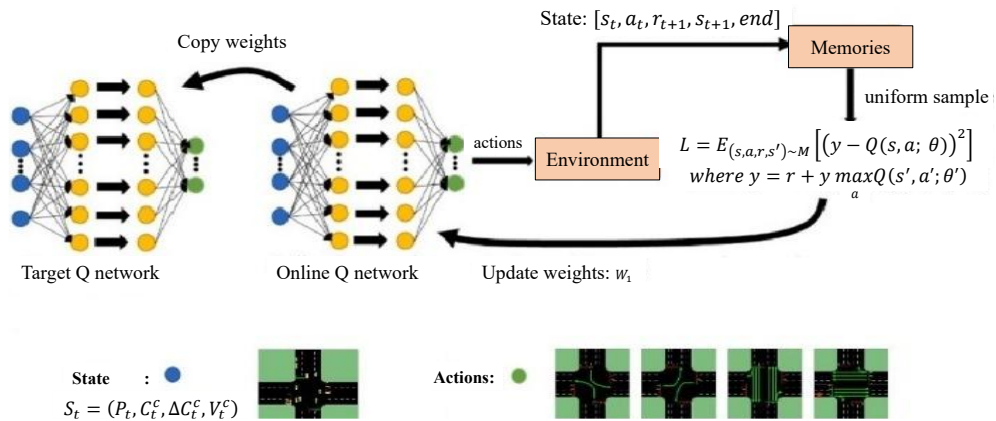 State: [s_t, a_t, r_{t+1}, s_{t+1}, end]
Copy weights
Memories
uniform sample
actions
Environment
L = E_{(s,a,r,s')~M} [(y − Q(s, a; θ))^2]
where y = r + y max_a Q(s', a'; θ')
Target Q network
Online Q network
Update weights: w_1
State :
Actions:
S_t = (P_t, C_t^c, ΔC_t^c, V_t^c)